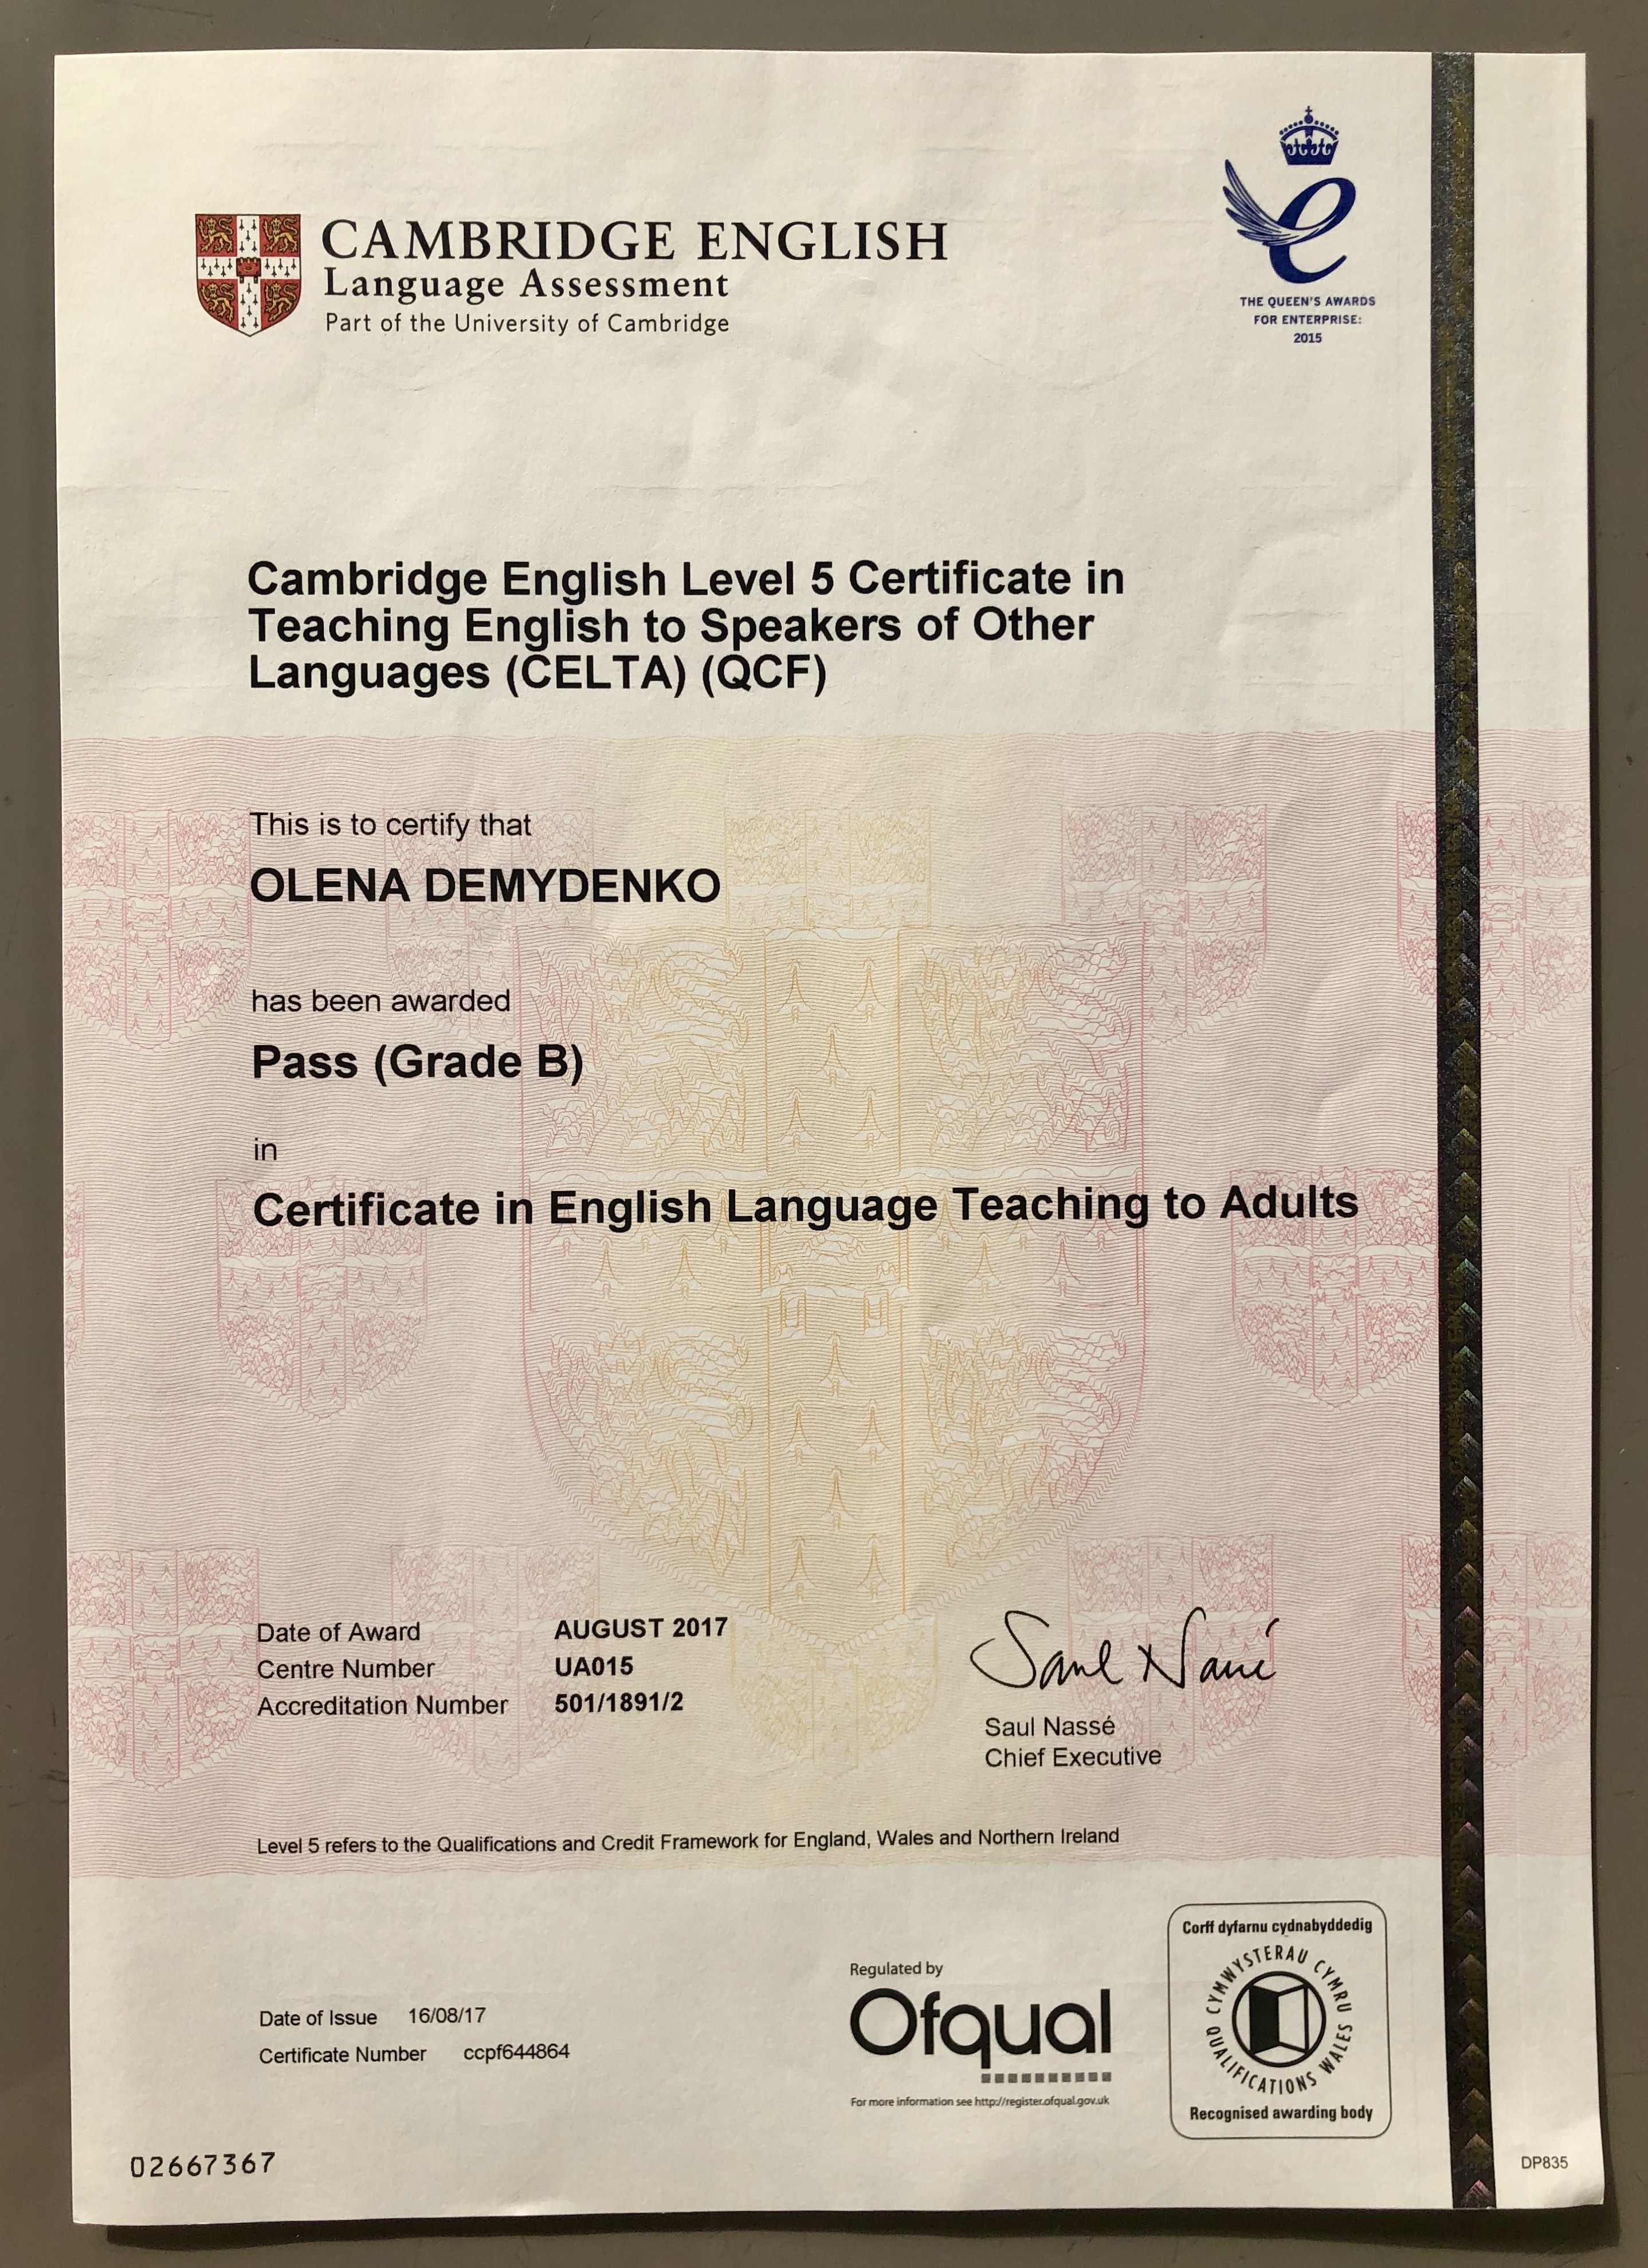 CAMBRIDGE ENGLISH
Language Assessment
Part of the University of Cambridge
THE QUEEN'S AWARDS
FOR ENTERPRISE:
2015
Cambridge English Level 5 Certificate in
Teaching English to Speakers of Other
Languages (CELTA) (QCF)
This is to certify that
OLENA DEMYDENKO
has been awarded
Pass (Grade B)
in
Certificate in English Language Teaching to Adults
Date of Award AUGUST 2017
Centre Number UA015
Accreditation Number 501/1891/2
Saul Nassé
Saul Nassé
Chief Executive
Level 5 refers to the Qualifications and Credit Framework for England, Wales and Northern Ireland
Date of Issue 16/08/17
Certificate Number ccpf644864
Regulated by
Ofqual
For more information see http://register.ofqual.gov.uk
Corff dyfarnu cydnabyddedig
CYMWYSTERAU CYMRU
QUALIFICATIONS WALES
Recognised awarding body
02667367
DP835